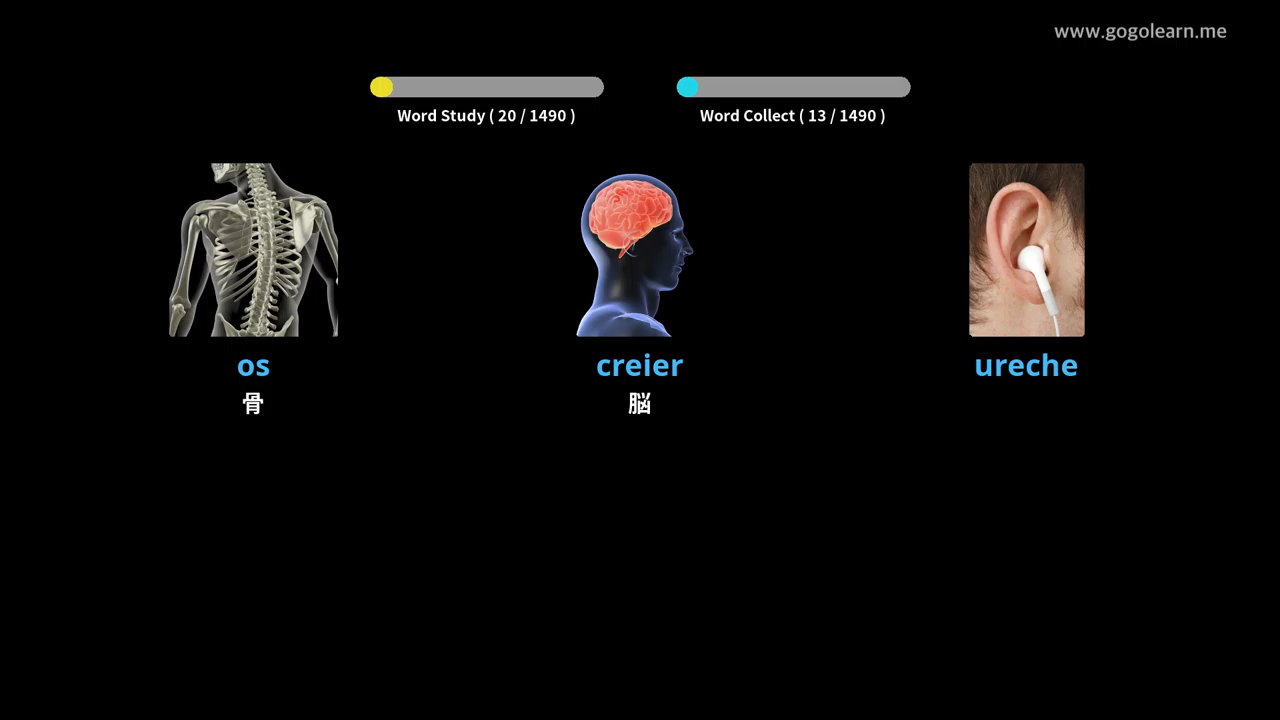 www.gogolearn.me
Word Study ( 20 / 1490 )
Word Collect ( 13 / 1490 )
os
creier
ureche
骨
脳